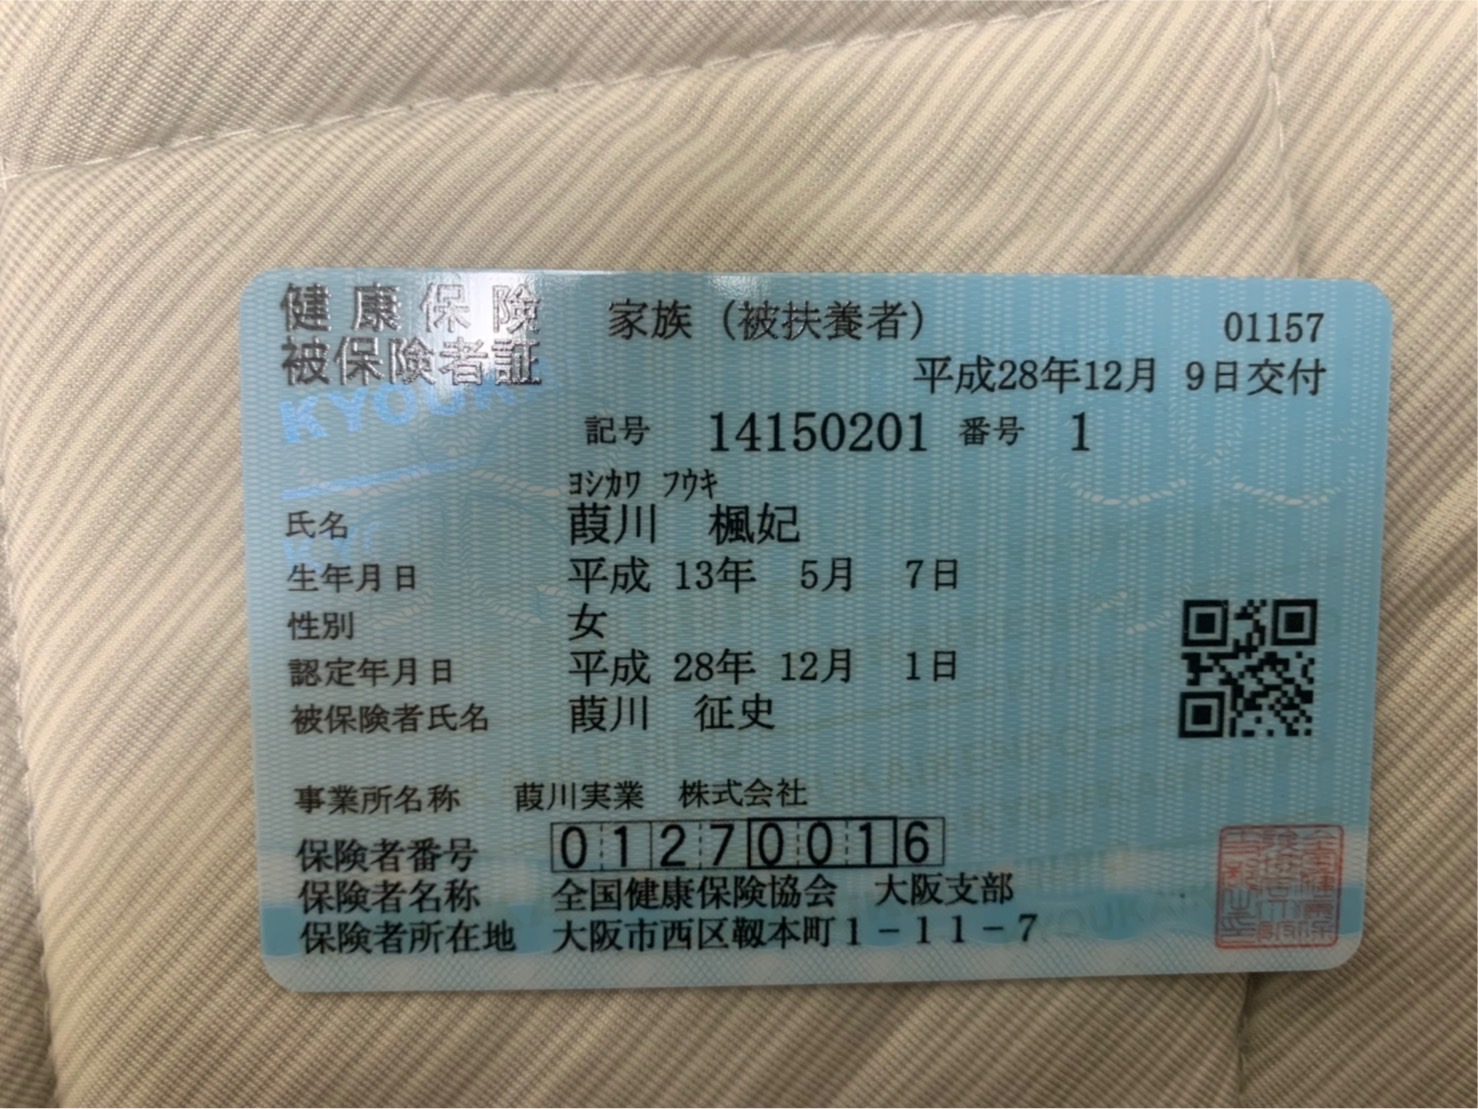 健康保険
被保険者証
家族（被扶養者）
01157
平成28年12月 9日交付
記号 14150201 番号 1
ﾖｼｶﾜ ﾌｳｷ
氏名 葭川 楓妃
生年月日 平成 13年 5月 7日
性別 女
認定年月日 平成 28年 12月 1日
被保険者氏名 葭川 征史
事業所名称 葭川実業 株式会社
保険者番号 01270016
保険者名称 全国健康保険協会 大阪支部
保険者所在地 大阪市西区靱本町1－11－7